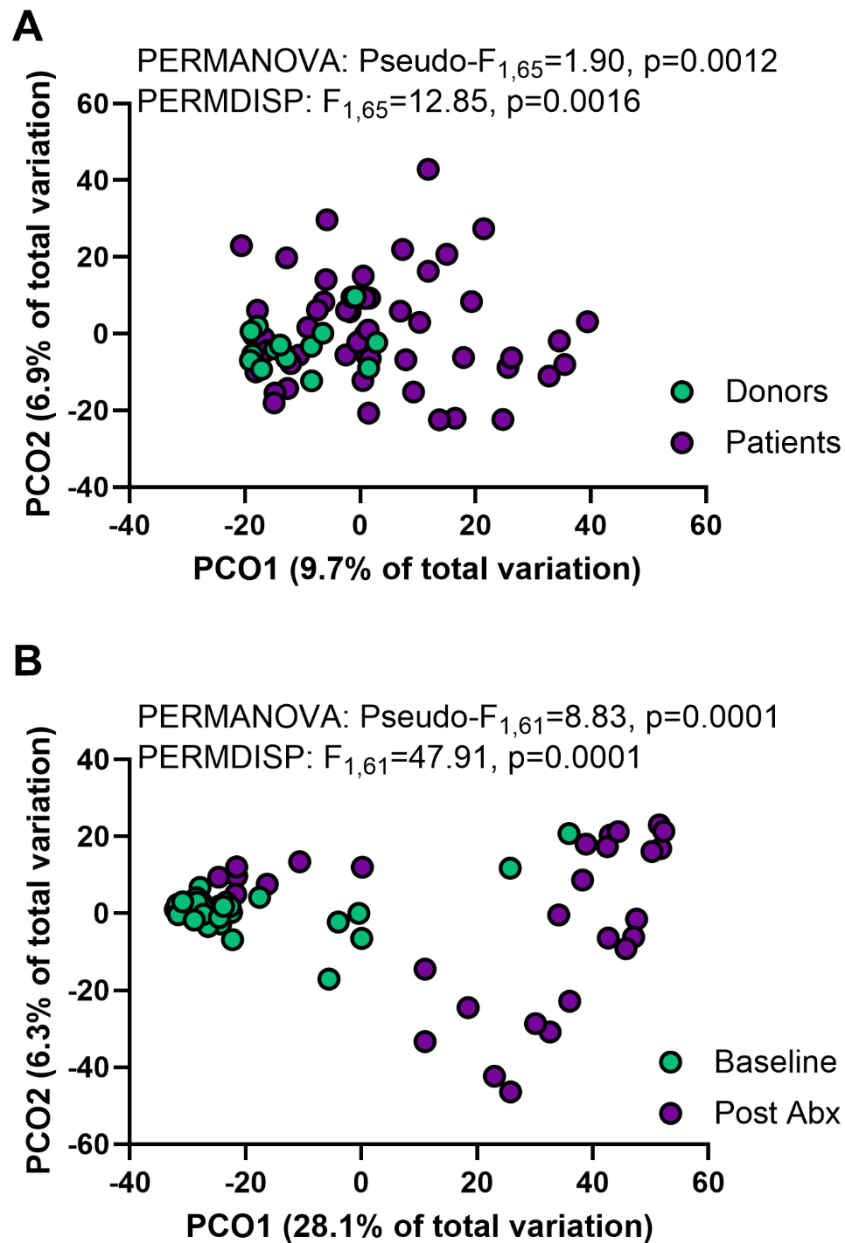 A
PERMANOVA: Pseudo-F1,65=1.90, p=0.0012
PERMDISP: F1,65=12.85, p=0.0016
60
40
20
0
-20
-40
PCO2 (6.9% of total variation)
-40 -20 0 20 40 60
PCO1 (9.7% of total variation)
Donors
Patients
B
PERMANOVA: Pseudo-F1,61=8.83, p=0.0001
PERMDISP: F1,61=47.91, p=0.0001
40
20
0
-20
-40
-60
PCO2 (6.3% of total variation)
-40 -20 0 20 40 60
PCO1 (28.1% of total variation)
Baseline
Post Abx